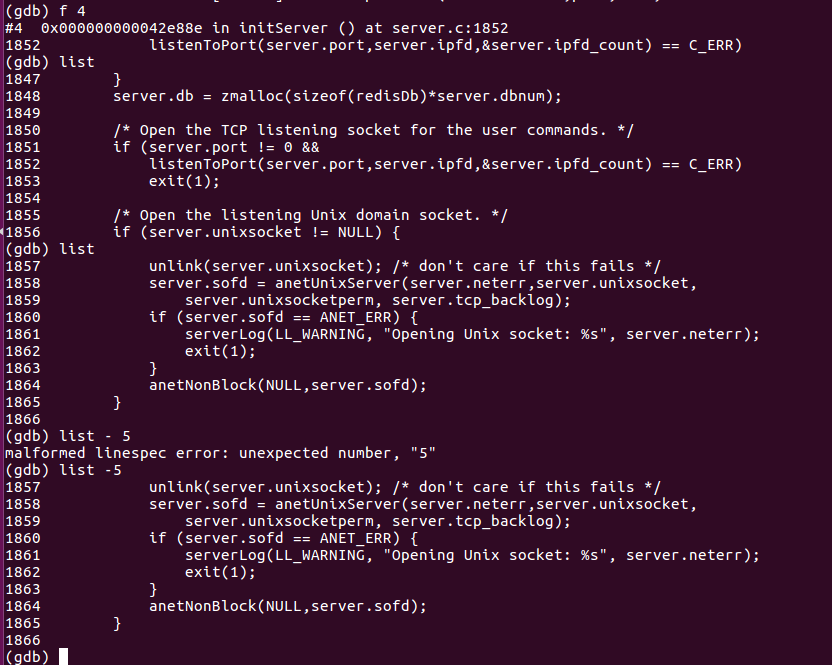 (gdb) f 4
#4  0x000000000042e88e in initServer () at server.c:1852
1852            listenToPort(server.port,server.ipfd,&server.ipfd_count) == C_ERR)
(gdb) list
1847        }
1848        server.db = zmalloc(sizeof(redisDb)*server.dbnum);
1849
1850        /* Open the TCP listening socket for the user commands. */
1851        if (server.port != 0 &&
1852            listenToPort(server.port,server.ipfd,&server.ipfd_count) == C_ERR)
1853            exit(1);
1854
1855        /* Open the listening Unix domain socket. */
1856        if (server.unixsocket != NULL) {
(gdb) list
1857            unlink(server.unixsocket); /* don't care if this fails */
1858            server.sofd = anetUnixServer(server.neterr,server.unixsocket,
1859                server.unixsocketperm, server.tcp_backlog);
1860            if (server.sofd == ANET_ERR) {
1861                serverLog(LL_WARNING, "Opening Unix socket: %s", server.neterr);
1862                exit(1);
1863            }
1864            anetNonBlock(NULL,server.sofd);
1865        }
1866
(gdb) list - 5
malformed linespec error: unexpected number, "5"
(gdb) list -5
1857            unlink(server.unixsocket); /* don't care if this fails */
1858            server.sofd = anetUnixServer(server.neterr,server.unixsocket,
1859                server.unixsocketperm, server.tcp_backlog);
1860            if (server.sofd == ANET_ERR) {
1861                serverLog(LL_WARNING, "Opening Unix socket: %s", server.neterr);
1862                exit(1);
1863            }
1864            anetNonBlock(NULL,server.sofd);
1865        }
1866
(gdb)